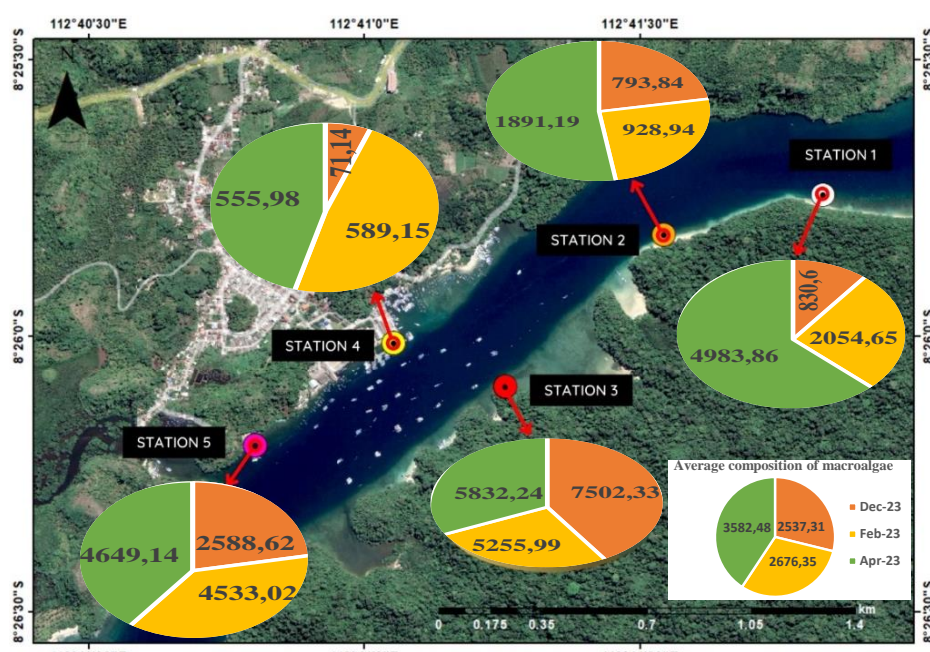 112°40'30"E 112°41'0"E 112°41'30"E
8°25'30"S 8°25'30"S
793,84
1891,19
928,94
STATION 1
71,14
555,98
589,15
STATION 2
830,6
4983,86
2054,65
8°26'0"S 8°26'0"S
STATION 4
STATION 3
STATION 5
5832,24
7502,33
5255,99
Average composition of macroalgae
3582,48
2537,31
2676,35
Dec-23
Feb-23
Apr-23
4649,14
2588,62
4533,02
8°26'30"S 8°26'30"S
km
0 0.175 0.35 0.7 1.05 1.4